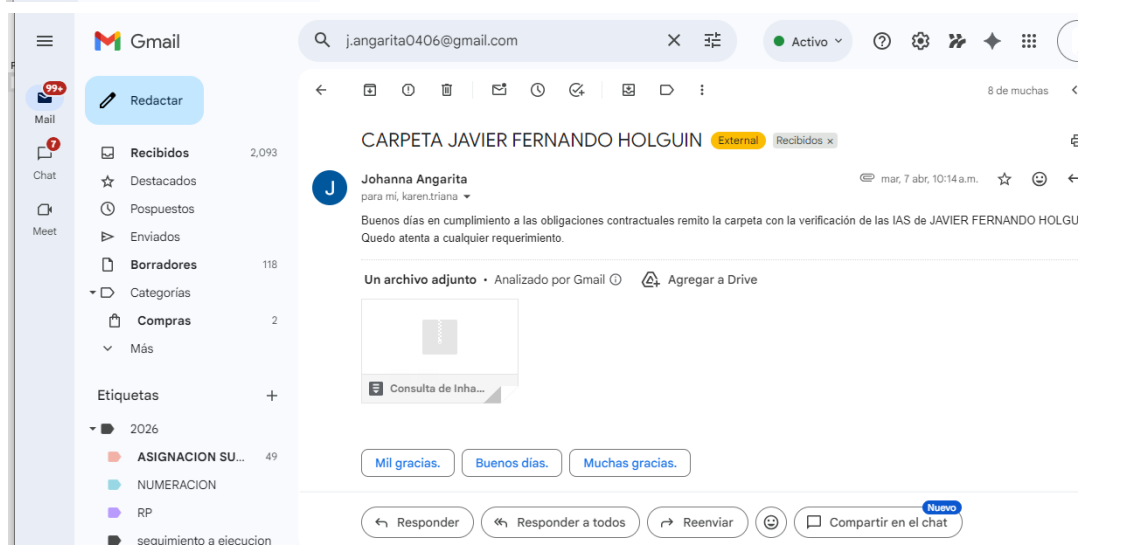 Gmail
j.angarita0406@gmail.com
Activo
99+
Mail
7
Chat
Meet
Redactar
Recibidos 2,093
Destacados
Pospuestos
Enviados
Borradores 118
Categorías
Compras 2
Más
Etiquetas
2026
ASIGNACION SU... 49
NUMERACION
RP
seguimiento a ejecucion
8 de muchas
CARPETA JAVIER FERNANDO HOLGUIN External Recibidos x
J
Johanna Angarita
mar, 7 abr, 10:14 a.m.
para mí, karen.triana
Buenos días en cumplimiento a las obligaciones contractuales remito la carpeta con la verificación de las IAS de JAVIER FERNANDO HOLGU
Quedo atenta a cualquier requerimiento.
Un archivo adjunto • Analizado por Gmail
Agregar a Drive
Consulta de Inha...
Mil gracias.
Buenos días.
Muchas gracias.
Responder
Responder a todos
Reenviar
Nuevo
Compartir en el chat